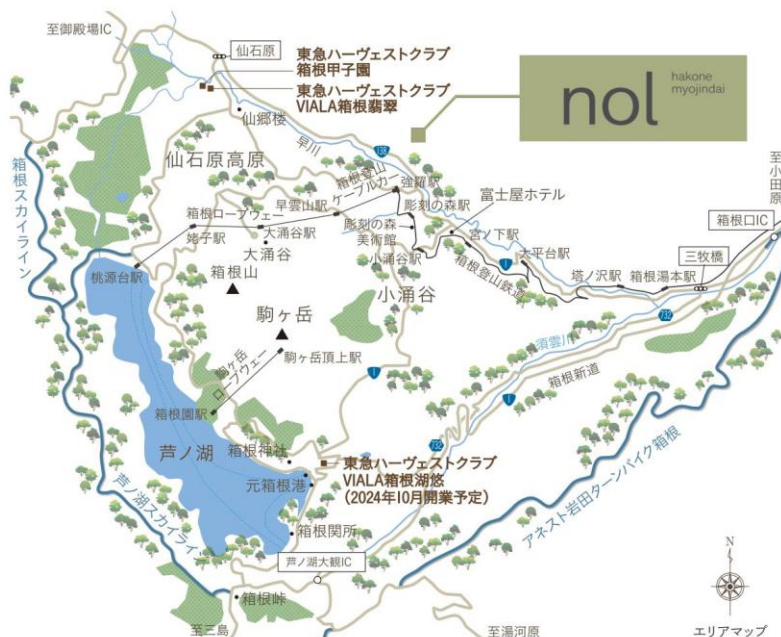 至御殿場IC
仙石原
東急ハーヴェストクラブ
箱根甲子園
東急ハーヴェストクラブ
VIALA箱根翡翠
nol
hakone
myojindai
仙郷楼
仙石原高原
早川
138
箱根登山
ケーブルカー
強羅駅
早雲山駅
箱根ロープウェー
姥子駅
大涌谷駅
大涌谷
彫刻の森駅
彫刻の森
美術館
富士屋ホテル
宮ノ下駅
小涌谷駅
大平台駅
1
箱根登山鉄道
塔ノ沢駅
箱根湯本駅
三牧橋
箱根口IC
至小田原
箱根スカイライン
桃源台駅
箱根山
小涌谷
駒ヶ岳
駒ヶ岳頂上駅
駒ヶ岳
ロープウェー
箱根園駅
1
732
須雲川
箱根新道
1
732
芦ノ湖
箱根神社
元箱根港
東急ハーヴェストクラブ
VIALA箱根湖悠
（2024年10月開業予定）
箱根関所
芦ノ湖スカイライン
芦ノ湖大観IC
アネスト岩田ターンパイク箱根
箱根峠
至三島
至湯河原
N
エリアマップ